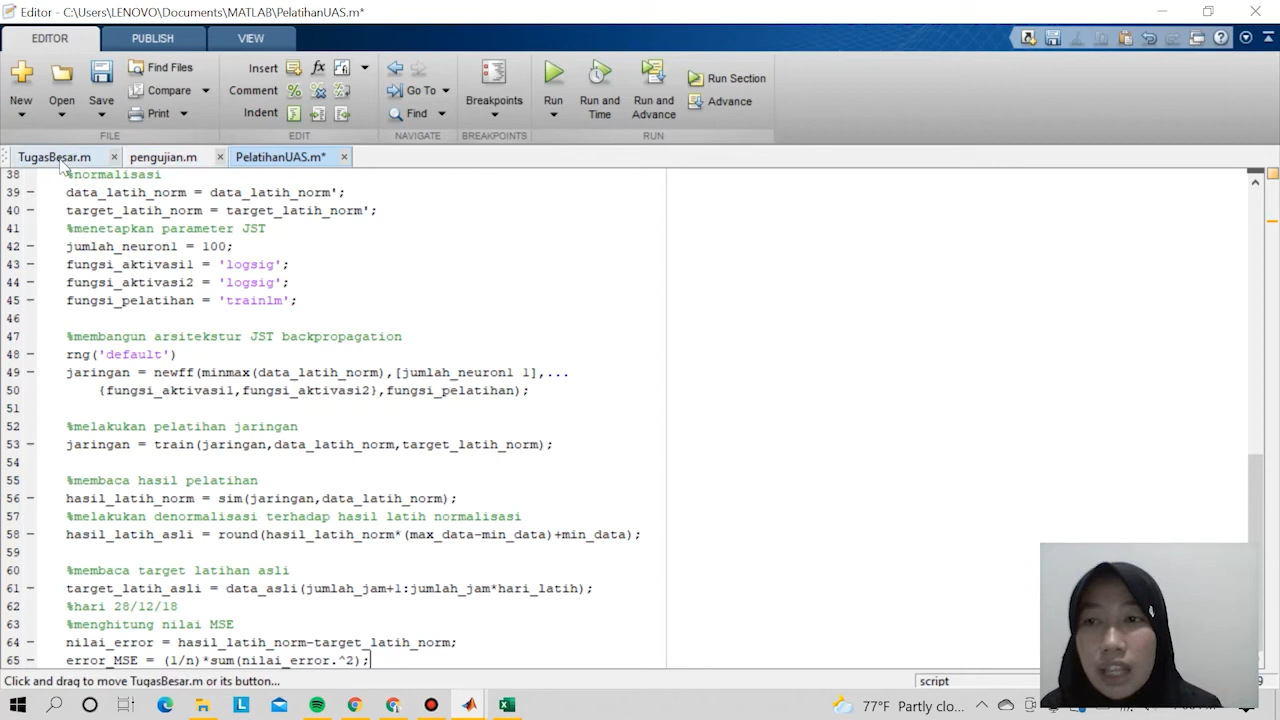 Editor - C:\Users\LENOVO\Documents\MATLAB\PelatihanUAS.m*
EDITOR PUBLISH VIEW
New Open Save Find Files Compare Print
Insert Comment Indent
Go To Find
Breakpoints
Run Run and Time Run and Advance Run Section Advance
FILE EDIT NAVIGATE BREAKPOINTS RUN
TugasBesar.m pengujian.m PelatihanUAS.m*
38 %normalisasi
39 data_latih_norm = data_latih_norm';
40 target_latih_norm = target_latih_norm';
41 %menetapkan parameter JST
42 jumlah_neuron1 = 100;
43 fungsi_aktivasi1 = 'logsig';
44 fungsi_aktivasi2 = 'logsig';
45 fungsi_pelatihan = 'trainlm';
46
47 %membangun arsitekstur JST backpropagation
48 rng('default')
49 jaringan = newff(minmax(data_latih_norm),[jumlah_neuron1 1],...
50 {fungsi_aktivasi1,fungsi_aktivasi2},fungsi_pelatihan);
51
52 %melakukan pelatihan jaringan
53 jaringan = train(jaringan,data_latih_norm,target_latih_norm);
54
55 %membaca hasil pelatihan
56 hasil_latih_norm = sim(jaringan,data_latih_norm);
57 %melakukan denormalisasi terhadap hasil latih normalisasi
58 hasil_latih_asli = round(hasil_latih_norm*(max_data-min_data)+min_data);
59
60 %membaca target latihan asli
61 target_latih_asli = data_asli(jumlah_jam+1:jumlah_jam*hari_latih);
62 %hari 28/12/18
63 %menghitung nilai MSE
64 nilai_error = hasil_latih_norm-target_latih_norm;
65 error_MSE = (1/n)*sum(nilai_error.^2);
Click and drag to move TugasBesar.m or its button...
script
77°F Partly clo...